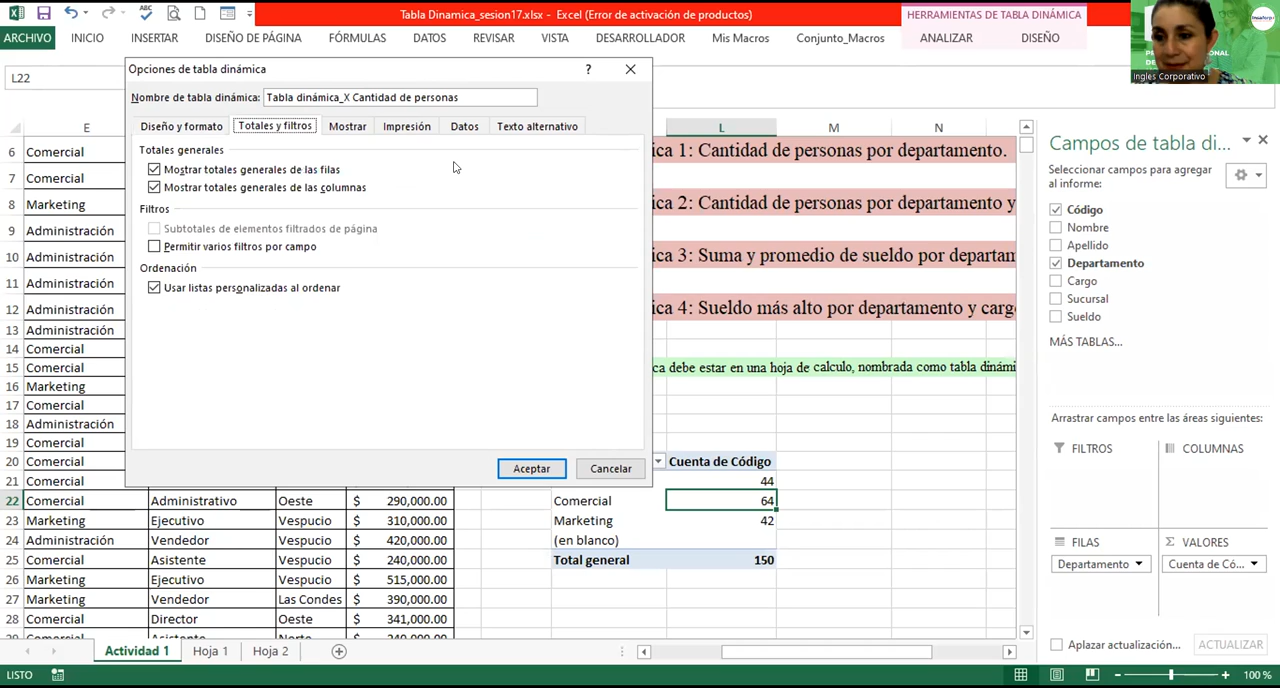 Tabla Dinamica_sesion17.xlsx - Excel (Error de activación de productos)
HERRAMIENTAS DE TABLA DINÁMICA
ARCHIVO INICIO INSERTAR DISEÑO DE PÁGINA FÓRMULAS DATOS REVISAR VISTA DESARROLLADOR Mis Macros Conjunto_Macros ANALIZAR DISEÑO
Ingles Corporativo
L22
Opciones de tabla dinámica
Nombre de tabla dinámica: Tabla dinámica_X Cantidad de personas
Diseño y formato Totales y filtros Mostrar Impresión Datos Texto alternativo
Totales generales
Mostrar totales generales de las filas
Mostrar totales generales de las columnas
Filtros
Subtotales de elementos filtrados de página
Permitir varios filtros por campo
Ordenación
Usar listas personalizadas al ordenar
Aceptar Cancelar
E L M N
6 Comercial
7 Comercial
8 Marketing
9 Administración
10 Administración
11 Administración
12 Administración
13 Administración
14 Comercial
15 Comercial
16 Marketing
17 Comercial
18 Administración
19 Comercial
20 Comercial
21 Comercial
22 Comercial Administrativo Oeste $ 290,000.00
23 Marketing Ejecutivo Vespucio $ 310,000.00
24 Administración Vendedor Vespucio $ 420,000.00
25 Comercial Asistente Vespucio $ 240,000.00
26 Marketing Ejecutivo Vespucio $ 515,000.00
27 Marketing Vendedor Las Condes $ 390,000.00
28 Comercial Director Oeste $ 341,000.00
29 Comercial Asistente Norte $ 240,000.00
ica 1: Cantidad de personas por departamento.
ica 2: Cantidad de personas por departamento y
ica 3: Suma y promedio de sueldo por departam
ica 4: Sueldo más alto por departamento y carg
ca debe estar en una hoja de calculo, nombrada como tabla dinámi
Cuenta de Código
44
Comercial 64
Marketing 42
(en blanco)
Total general 150
Campos de tabla di...
Seleccionar campos para agregar al informe:
Código
Nombre
Apellido
Departamento
Cargo
Sucursal
Sueldo
MÁS TABLAS...
Arrastrar campos entre las áreas siguientes:
FILTROS COLUMNAS
FILAS VALORES
Departamento Cuenta de Có...
Aplazar actualización... ACTUALIZAR
Actividad 1 Hoja 1 Hoja 2
LISTO 100 %